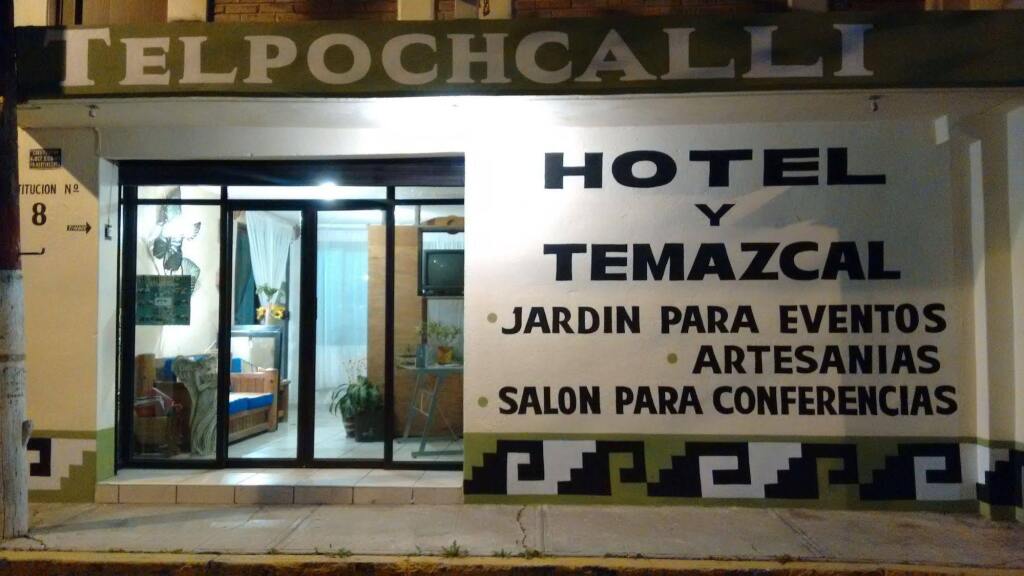 TELPOCHCALLI
TITUCION Nº
8
HOTEL
Y
TEMAZCAL
• JARDIN PARA EVENTOS
• ARTESANIAS
• SALON PARA CONFERENCIAS